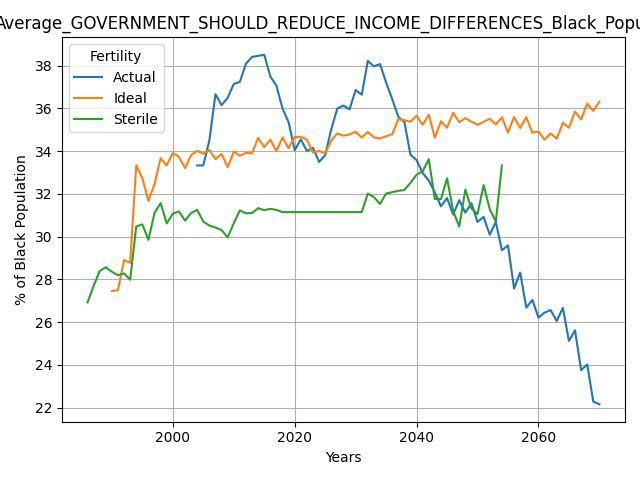 Average_GOVERNMENT_SHOULD_REDUCE_INCOME_DIFFERENCES_Black_Popu
Fertility
Actual
Ideal
Sterile
38
36
34
32
30
28
26
24
22
% of Black Population
2000 2020 2040 2060
Years